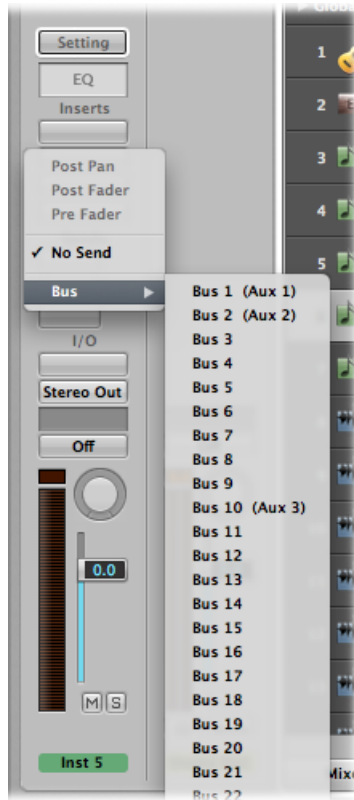 Setting
EQ
Inserts
Post Pan
Post Fader
Pre Fader
✓ No Send
Bus
I/O
Stereo Out
Off
0.0
M S
Inst 5
Bus 1 (Aux 1)
Bus 2 (Aux 2)
Bus 3
Bus 4
Bus 5
Bus 6
Bus 7
Bus 8
Bus 9
Bus 10 (Aux 3)
Bus 11
Bus 12
Bus 13
Bus 14
Bus 15
Bus 16
Bus 17
Bus 18
Bus 19
Bus 20
Bus 21
Bus 22
1
2
3
4
5